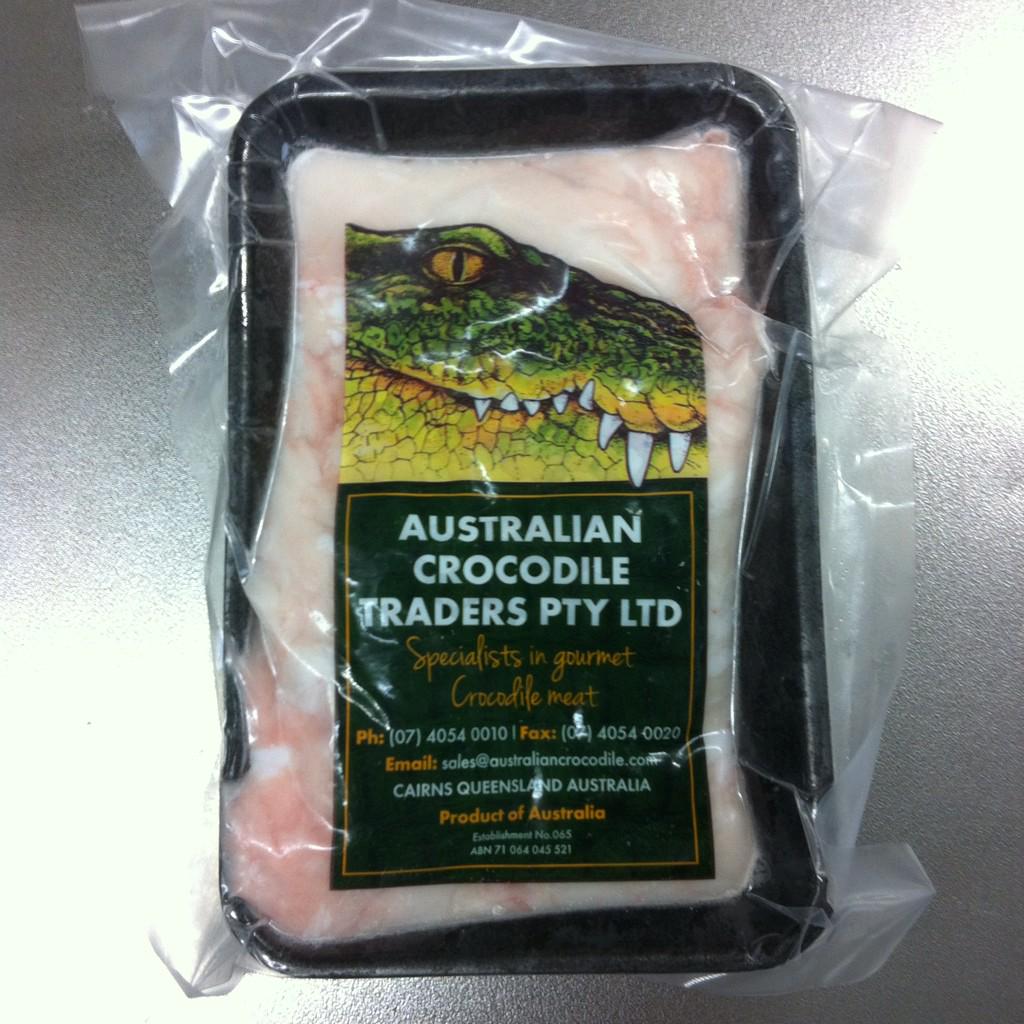 AUSTRALIAN
CROCODILE
TRADERS PTY LTD
Specialists in gourmet
Crocodile meat
Ph: (07) 4054 0010 | Fax: (07) 4054 0020
Email: sales@australiancrocodile.com
CAIRNS QUEENSLAND AUSTRALIA
Product of Australia
Establishment No.065
ABN 71 064 045 521